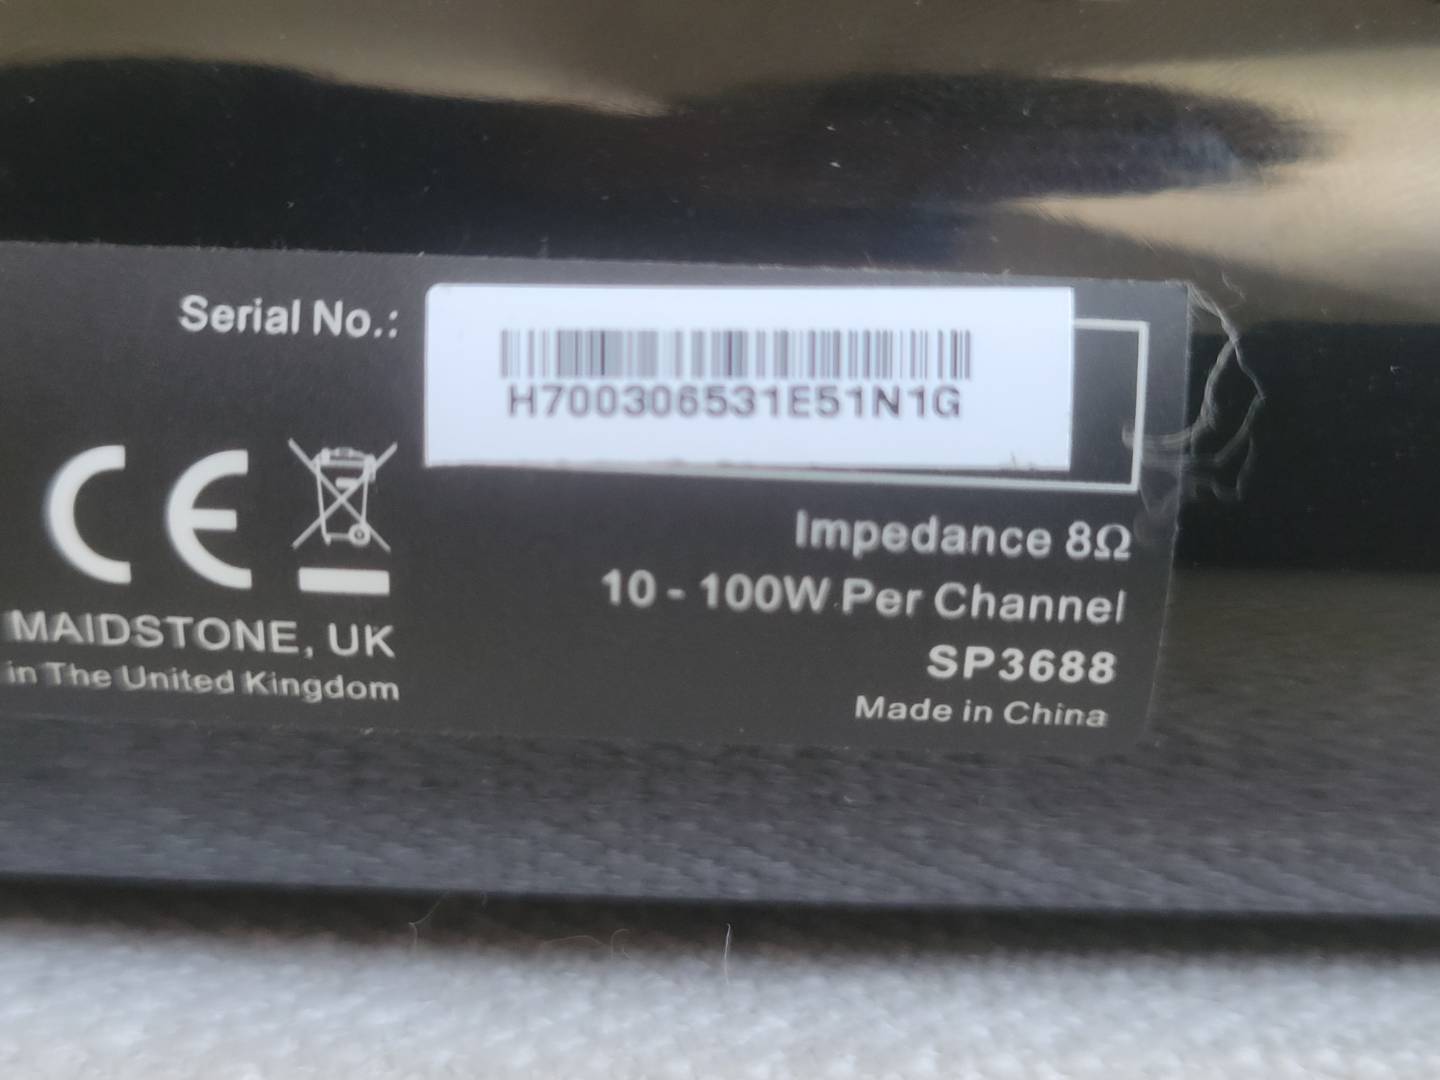 Serial No.:
H700306531E51N1G
CE
Impedance 8Ω
10 - 100W Per Channel
MAIDSTONE, UK
SP3688
in The United Kingdom
Made in China